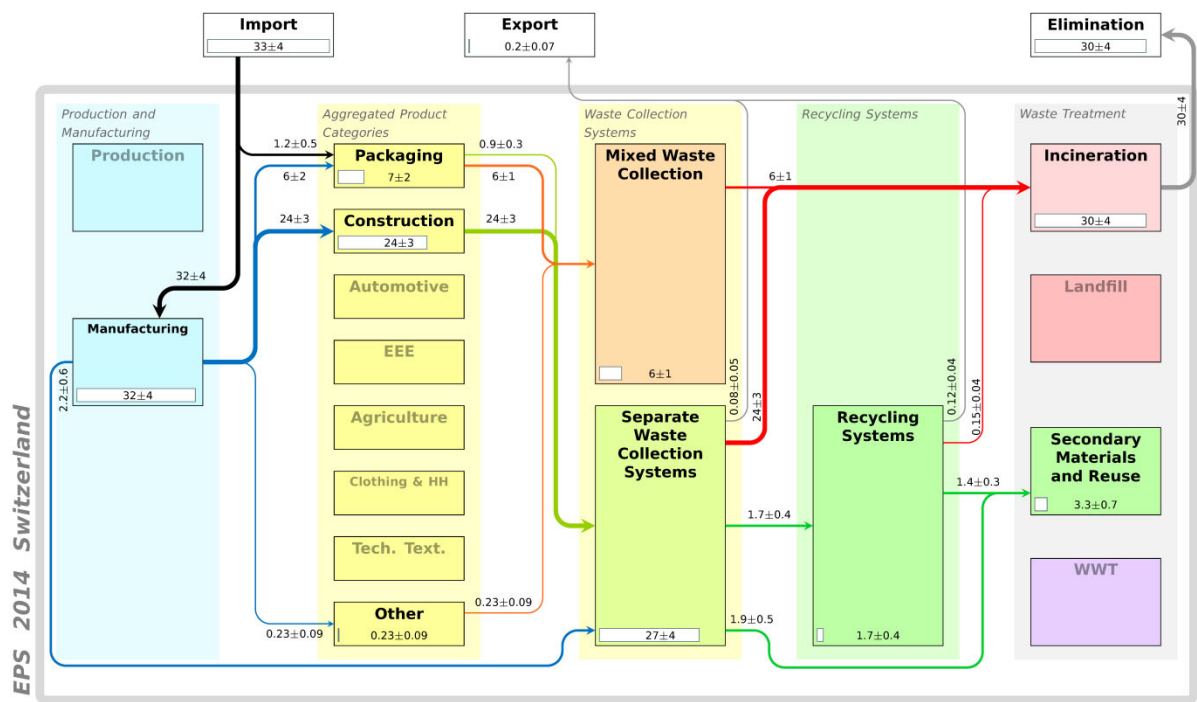 Import
33±4
Export
0.2±0.07
Elimination
30±4
30±4
Production and
Manufacturing
Production
32±4
Manufacturing
32±4
2.2±0.6
Aggregated Product
Categories
1.2±0.5
6±2
Packaging
7±2
24±3
Construction
24±3
Automotive
EEE
Agriculture
Clothing & HH
Tech. Text.
0.23±0.09
Other
0.23±0.09
0.9±0.3
6±1
24±3
0.23±0.09
Waste Collection
Systems
Mixed Waste
Collection
6±1
Separate
Waste
Collection
Systems
27±4
6±1
0.08±0.05
24±3
1.7±0.4
1.9±0.5
Recycling Systems
Recycling
Systems
1.7±0.4
0.12±0.04
0.15±0.04
1.4±0.3
Waste Treatment
Incineration
30±4
Landfill
Secondary
Materials
and Reuse
3.3±0.7
WWT
EPS 2014 Switzerland